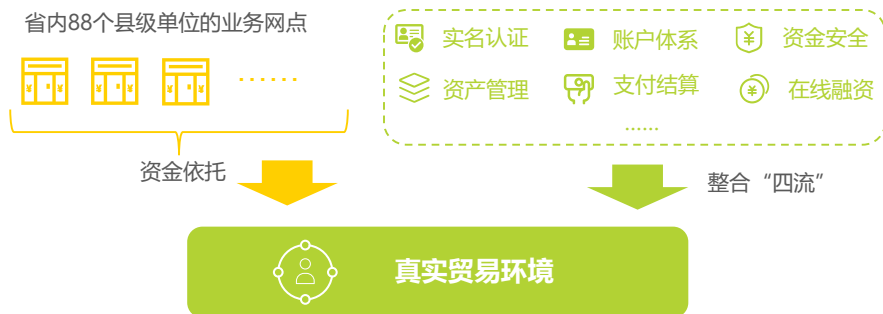 省内88个县级单位的业务网点
······
实名认证 账户体系 资金安全
资产管理 支付结算 在线融资
······
资金依托
整合“四流”
真实贸易环境